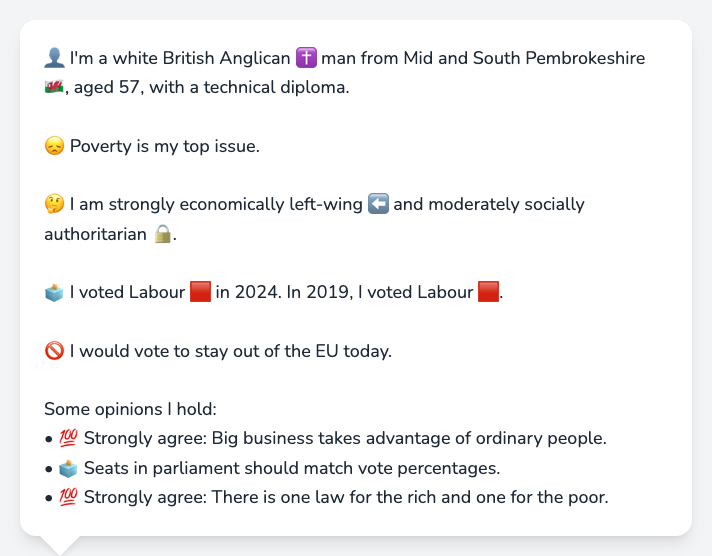 👤 I'm a white British Anglican ✝️ man from Mid and South Pembrokeshire
🏴󠁧󠁢󠁷󠁬󠁳󠁿, aged 57, with a technical diploma.
😞 Poverty is my top issue.
🤔 I am strongly economically left-wing ⬅️ and moderately socially
authoritarian 🔒.
🗳️ I voted Labour 🟥 in 2024. In 2019, I voted Labour 🟥.
🚫 I would vote to stay out of the EU today.
Some opinions I hold:
• 💯 Strongly agree: Big business takes advantage of ordinary people.
• 🗳️ Seats in parliament should match vote percentages.
• 💯 Strongly agree: There is one law for the rich and one for the poor.